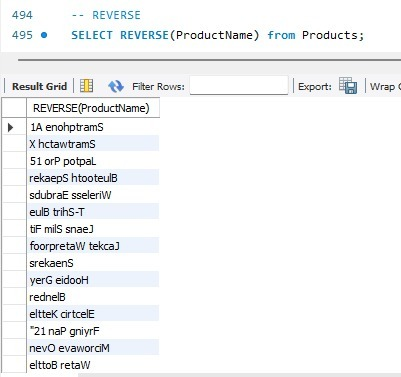 494 -- REVERSE
495 SELECT REVERSE(ProductName) from Products;
Result Grid Filter Rows: Export: Wrap C
REVERSE(ProductName)
1A enohptramS
X hctawtramS
51 orP potpaL
rekaepS htooteulB
sdubraE sseleriW
eulB trihS-T
tiF milS snaeJ
foorpretaW tekcaJ
srekaenS
yerG eidooH
rednelB
eltteK cirtcelE
"21 naP gniyrF
nevO evaworciM
elttoB retaW